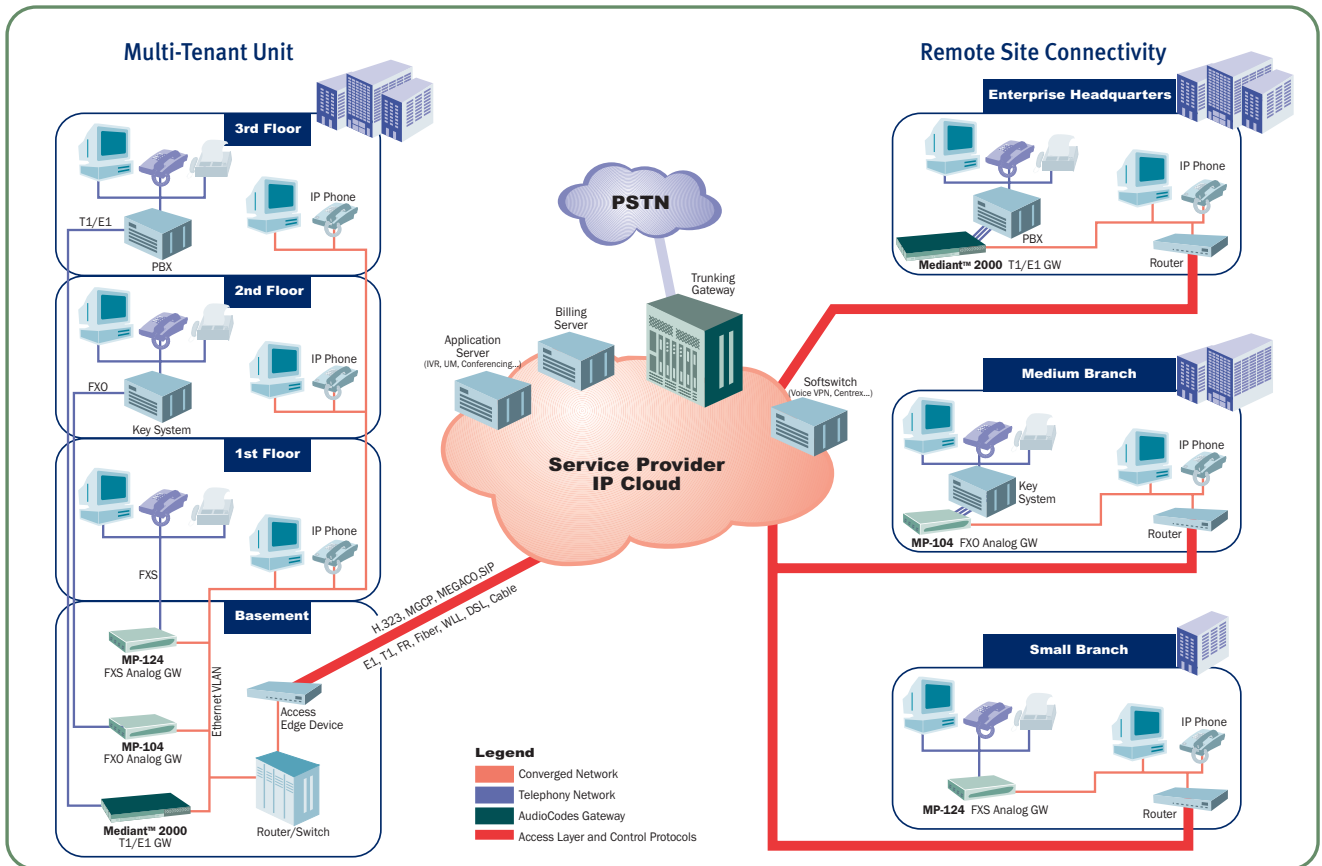 Multi-Tenant Unit
3rd Floor
IP Phone
T1/E1
PBX
2nd Floor
IP Phone
FXO
Key System
1st Floor
IP Phone
FXS
Basement
MP-124
FXS Analog GW
MP-104
FXO Analog GW
Mediant™ 2000
T1/E1 GW
Ethernet VLAN
Access
Edge Device
Router/Switch
H.323, MGCP, MEGACO,SIP
E1, T1, FR, Fiber, WLL, DSL, Cable
PSTN
Trunking
Gateway
Billing
Server
Application
Server
(IVR, UM, Conferencing...)
Softswitch
(Voice VPN, Centrex...)
Service Provider
IP Cloud
Legend
Converged Network
Telephony Network
AudioCodes Gateway
Access Layer and Control Protocols
Remote Site Connectivity
Enterprise Headquarters
IP Phone
PBX
Mediant™ 2000 T1/E1 GW
Router
Medium Branch
IP Phone
Key
System
MP-104 FXO Analog GW
Router
Small Branch
IP Phone
MP-124 FXS Analog GW
Router